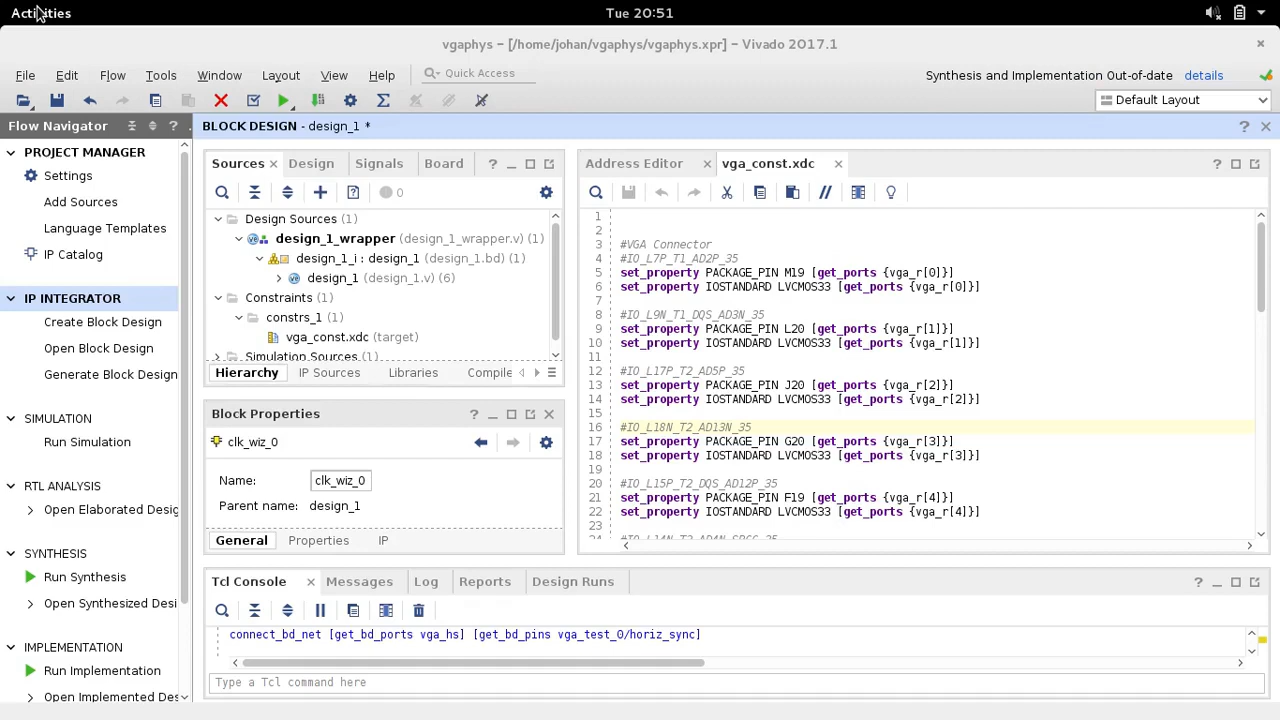 Activities
Tue 20:51
vgaphys – [/home/johan/vgaphys/vgaphys.xpr] – Vivado 2017.1
File Edit Flow Tools Window Layout View Help
Quick Access
Synthesis and Implementation Out-of-date details
Default Layout
Flow Navigator
PROJECT MANAGER
Settings
Add Sources
Language Templates
IP Catalog
IP INTEGRATOR
Create Block Design
Open Block Design
Generate Block Design
SIMULATION
Run Simulation
RTL ANALYSIS
Open Elaborated Desig
SYNTHESIS
Run Synthesis
Open Synthesized Desi
IMPLEMENTATION
Run Implementation
Open Implemented Des
BLOCK DESIGN - design_1 *
Sources Design Signals Board
0
Design Sources (1)
design_1_wrapper (design_1_wrapper.v) (1)
design_1_i : design_1 (design_1.bd) (1)
design_1 (design_1.v) (6)
Constraints (1)
constrs_1 (1)
vga_const.xdc (target)
Simulation Sources (1)
Hierarchy IP Sources Libraries Compile
Block Properties
clk_wiz_0
Name: clk_wiz_0
Parent name: design_1
General Properties IP
Address Editor vga_const.xdc
1
2
3 #VGA Connector
4 #IO_L7P_T1_AD2P_35
5 set_property PACKAGE_PIN M19 [get_ports {vga_r[0]}]
6 set_property IOSTANDARD LVCMOS33 [get_ports {vga_r[0]}]
7
8 #IO_L9N_T1_DQS_AD3N_35
9 set_property PACKAGE_PIN L20 [get_ports {vga_r[1]}]
10 set_property IOSTANDARD LVCMOS33 [get_ports {vga_r[1]}]
11
12 #IO_L17P_T2_AD5P_35
13 set_property PACKAGE_PIN J20 [get_ports {vga_r[2]}]
14 set_property IOSTANDARD LVCMOS33 [get_ports {vga_r[2]}]
15
16 #IO_L18N_T2_AD13N_35
17 set_property PACKAGE_PIN G20 [get_ports {vga_r[3]}]
18 set_property IOSTANDARD LVCMOS33 [get_ports {vga_r[3]}]
19
20 #IO_L15P_T2_DQS_AD12P_35
21 set_property PACKAGE_PIN F19 [get_ports {vga_r[4]}]
22 set_property IOSTANDARD LVCMOS33 [get_ports {vga_r[4]}]
23
Tcl Console Messages Log Reports Design Runs
connect_bd_net [get_bd_ports vga_hs] [get_bd_pins vga_test_0/horiz_sync]
Type a Tcl command here